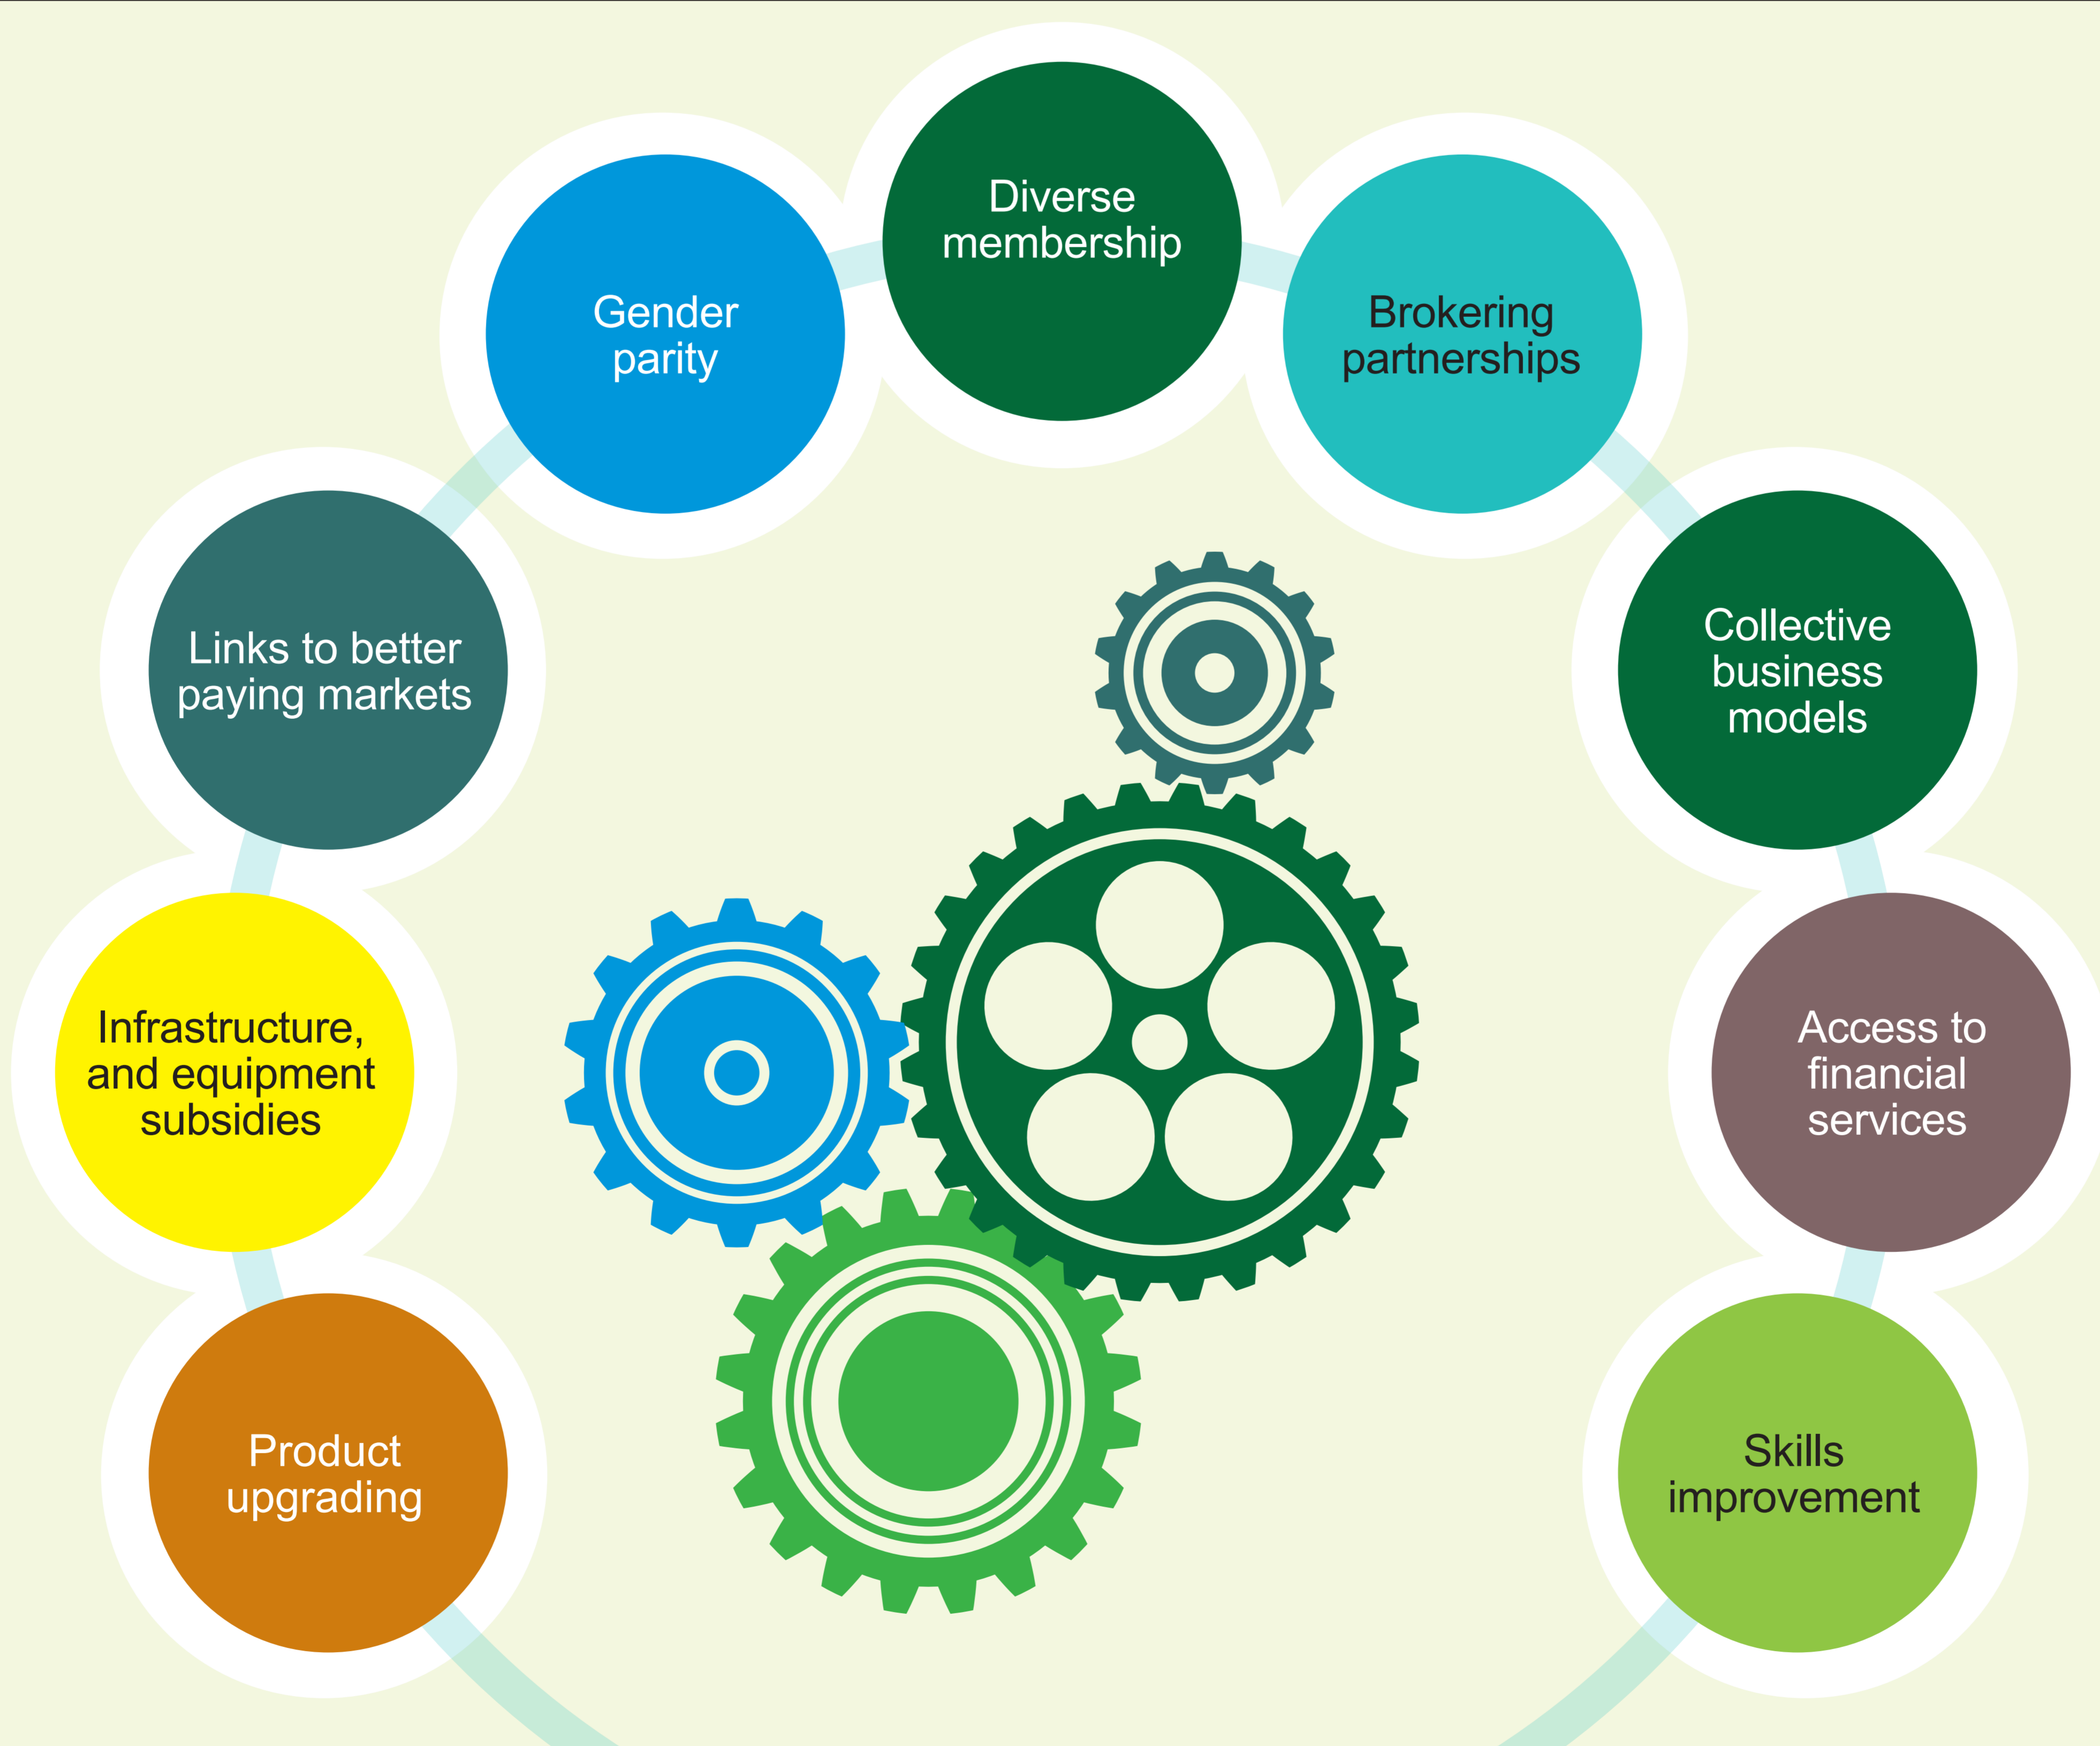 Diverse
membership
Gender
parity
Brokering
partnerships
Links to better
paying markets
Collective
business
models
Infrastructure,
and equipment
subsidies
Access to
financial
services
Product
upgrading
Skills
improvement